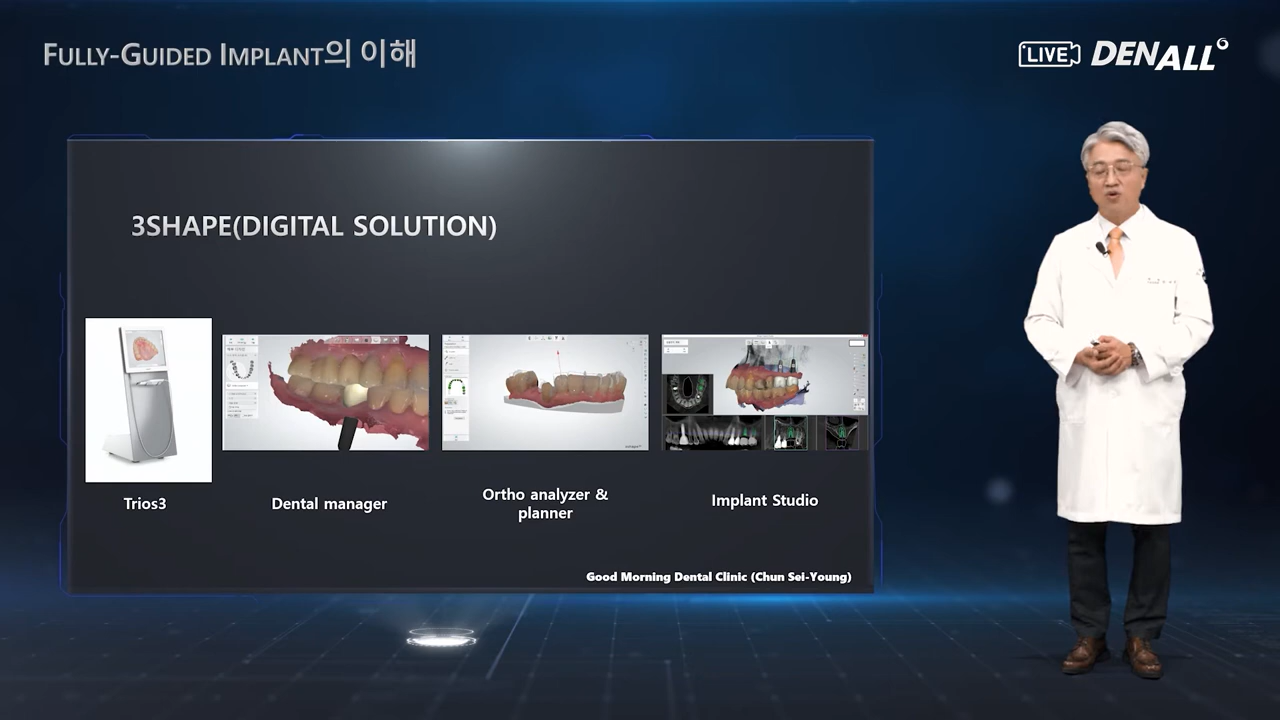 FULLY-GUIDED IMPLANT의 이해
LIVE DENALL
3SHAPE(DIGITAL SOLUTION)
Trios3
Dental manager
Ortho analyzer &
planner
Implant Studio
Good Morning Dental Clinic (Chun Sei-Young)